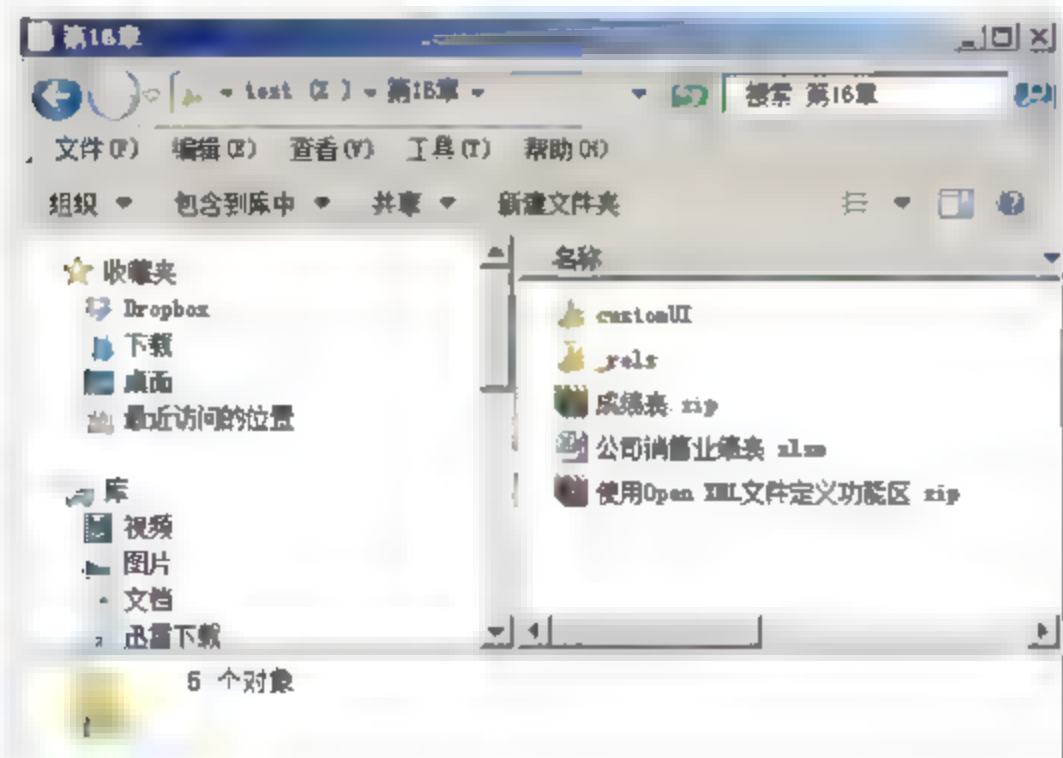 第16章
test (Z ) 第16章
搜索 第16章
文件(F) 编辑(E) 查看(V) 工具(T) 帮助(H)
组织 包含到库中 共享 新建文件夹
收藏夹
Dropbox
下载
桌面
最近访问的位置
库
视频
图片
文档
迅雷下载
名称
customUI
_rels
成绩表 zip
公司销售业绩表 xlsm
使用Open XML文件定义功能区 zip
5 个对象